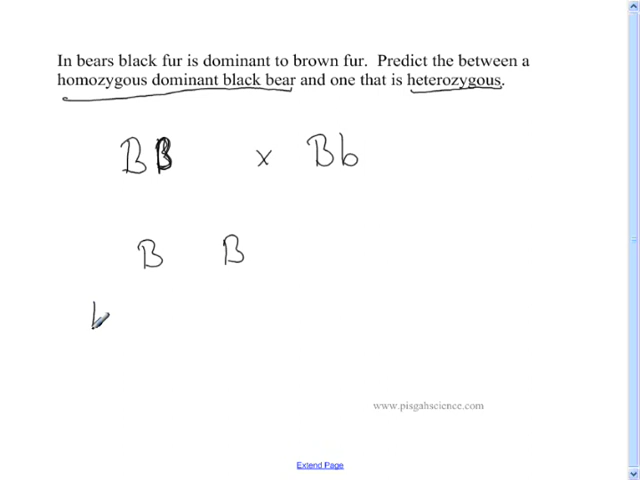 In bears black fur is dominant to brown fur. Predict the between a
homozygous dominant black bear and one that is heterozygous.
BB x Bb
B B
www.pisgahscience.com
Extend Page